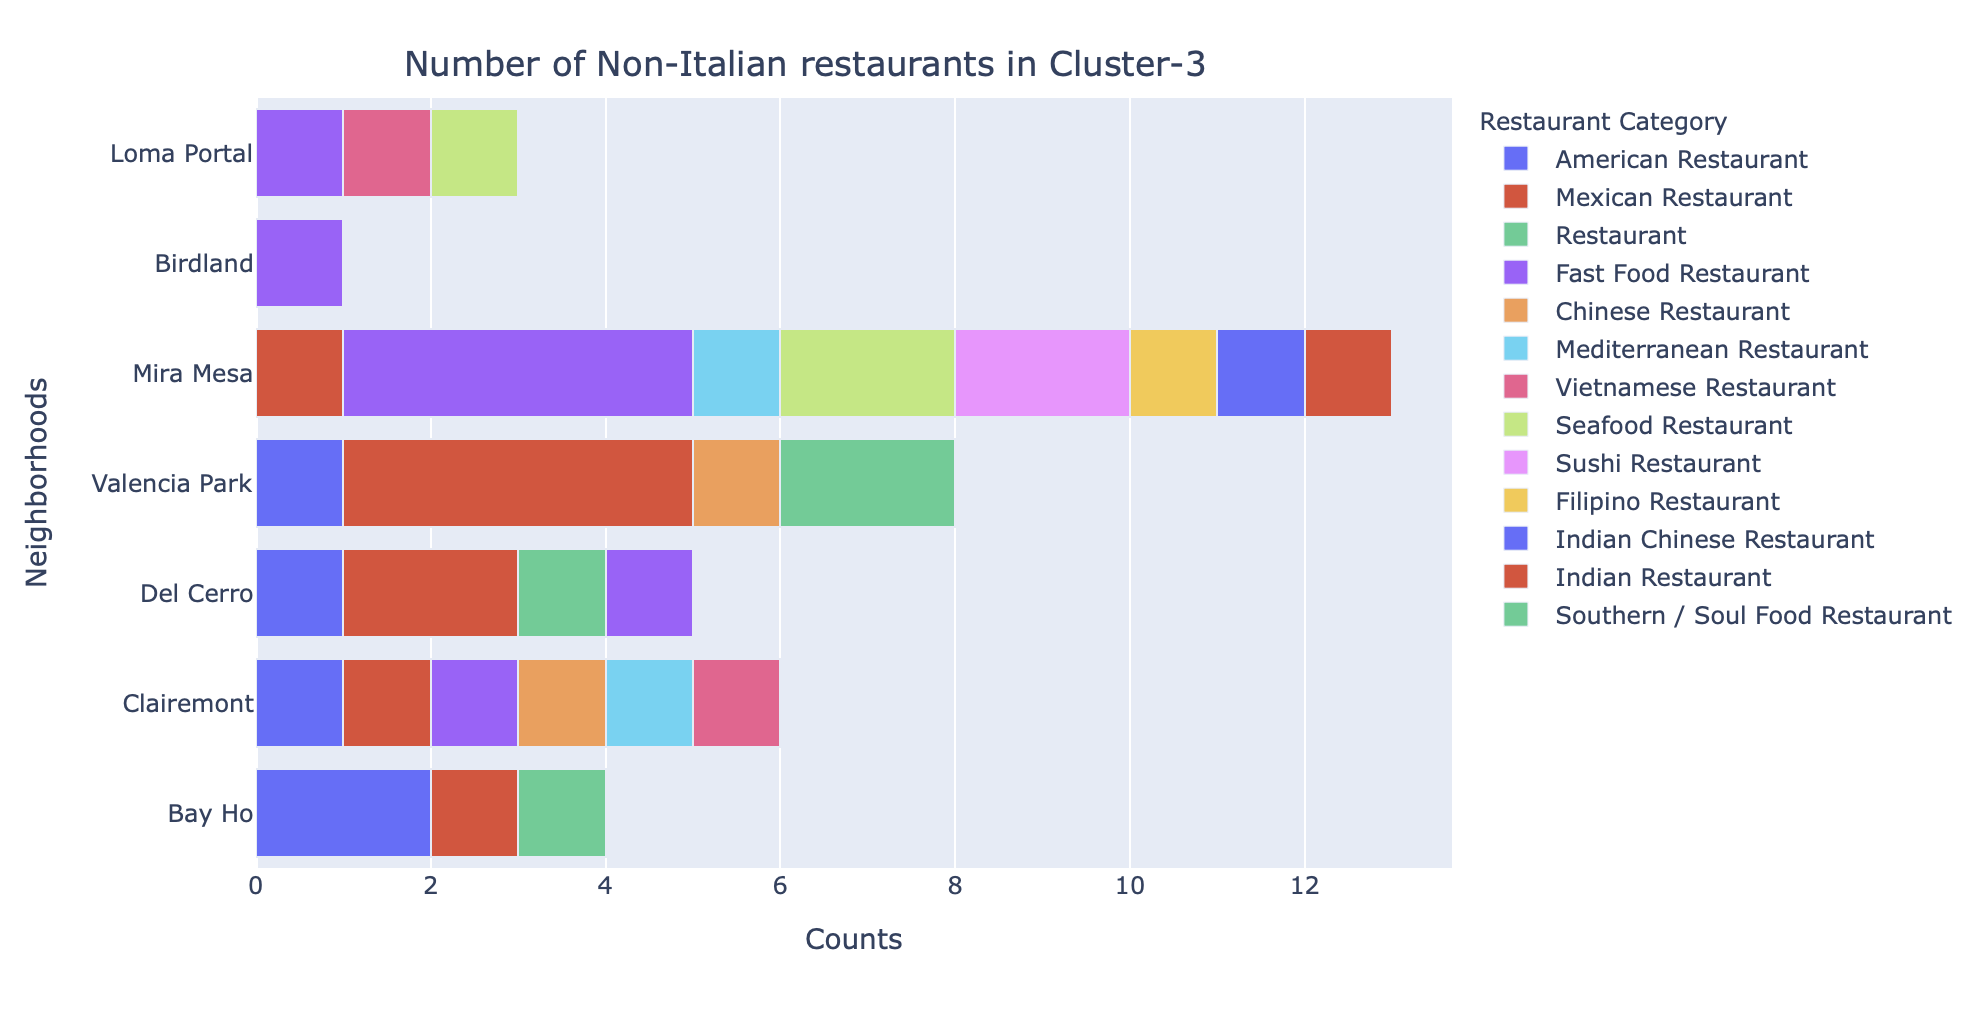 Number of Non-Italian restaurants in Cluster-3
Neighborhoods
Loma Portal
Birdland
Mira Mesa
Valencia Park
Del Cerro
Clairemont
Bay Ho
0 2 4 6 8 10 12
Counts
Restaurant Category
American Restaurant
Mexican Restaurant
Restaurant
Fast Food Restaurant
Chinese Restaurant
Mediterranean Restaurant
Vietnamese Restaurant
Seafood Restaurant
Sushi Restaurant
Filipino Restaurant
Indian Chinese Restaurant
Indian Restaurant
Southern / Soul Food Restaurant